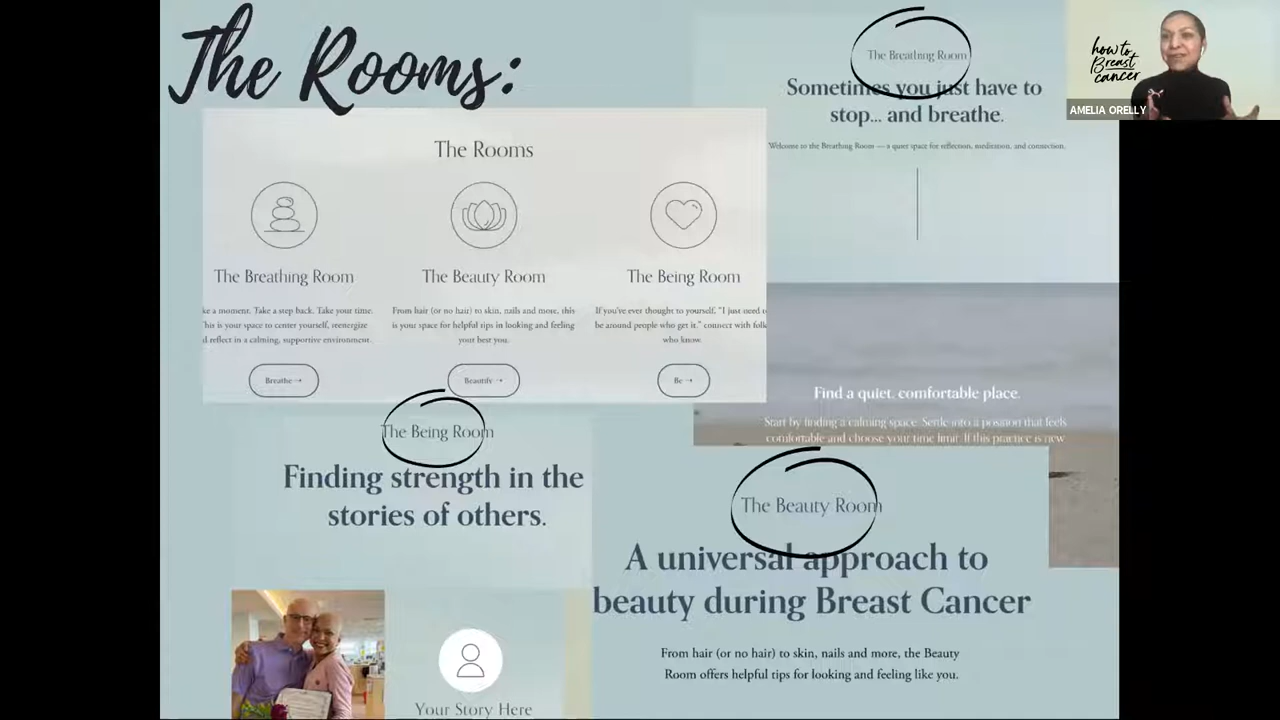 The Rooms:
The Rooms
The Breathing Room
ke a moment. Take a step back. Take your time.
This is your space to center yourself, reenergize
d reflect in a calming, supportive environment.
Breathe →
The Beauty Room
From hair (or no hair) to skin, nails and more, this
is your space for helpful tips in looking and feeling
your best you.
Beautify →
The Being Room
If you've ever thought to yourself, "I just need to
be around people who get it." connect with folk
who know.
Be →
The Breathing Room
Sometimes you just have to
stop... and breathe.
Welcome to the Breathing Room — a quiet space for reflection, meditation, and connection.
Find a quiet, comfortable place.
Start by finding a calming space. Settle into a position that feels
comfortable and choose your time limit. If this practice is new
how to
Breast
cancer
AMELIA ORELLY
The Being Room
Finding strength in the
stories of others.
Your Story Here
The Beauty Room
A universal approach to
beauty during Breast Cancer
From hair (or no hair) to skin, nails and more, the Beauty
Room offers helpful tips for looking and feeling like you.